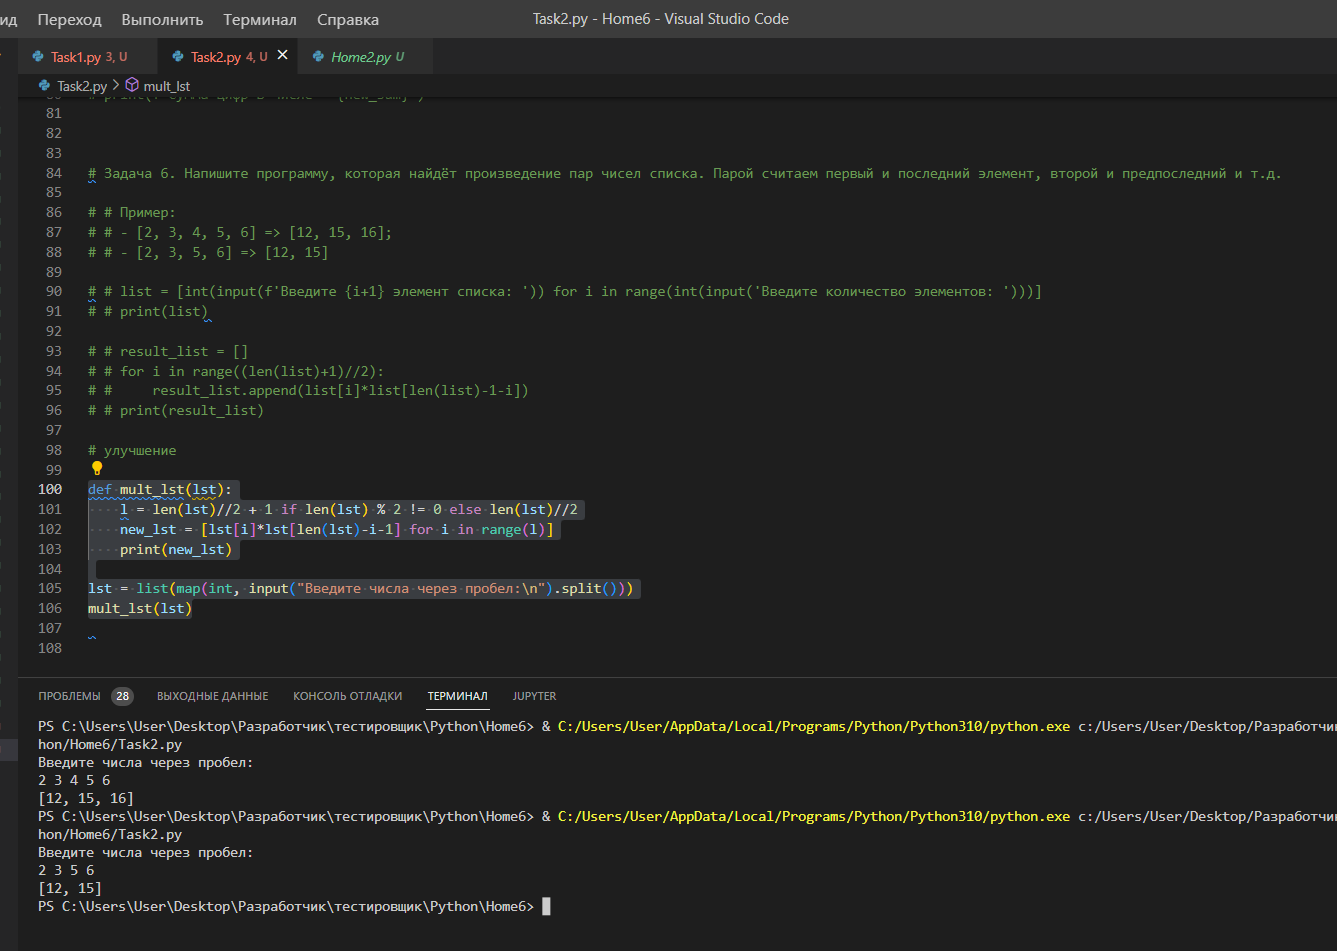 ид Переход Выполнить Терминал Справка Task2.py - Home6 - Visual Studio Code
Task1.py 3, U Task2.py 4, U Home2.py U
Task2.py > mult_lst
81
82
83
84 # Задача 6. Напишите программу, которая найдёт произведение пар чисел списка. Парой считаем первый и последний элемент, второй и предпоследний и т.д.
85
86 # # Пример:
87 # # - [2, 3, 4, 5, 6] => [12, 15, 16];
88 # # - [2, 3, 5, 6] => [12, 15]
89
90 # # list = [int(input(f'Введите {i+1} элемент списка: ')) for i in range(int(input('Введите количество элементов: ')))]
91 # # print(list)
92
93 # # result_list = []
94 # # for i in range((len(list)+1)//2):
95 # #     result_list.append(list[i]*list[len(list)-1-i])
96 # # print(result_list)
97
98 # улучшение
99
100 def mult_lst(lst):
101     l = len(lst)//2 + 1 if len(lst) % 2 != 0 else len(lst)//2
102     new_lst = [lst[i]*lst[len(lst)-i-1] for i in range(l)]
103     print(new_lst)
104
105 lst = list(map(int, input("Введите числа через пробел:\n").split()))
106 mult_lst(lst)
107
108
ПРОБЛЕМЫ 28 ВЫХОДНЫЕ ДАННЫЕ КОНСОЛЬ ОТЛАДКИ ТЕРМИНАЛ JUPYTER
PS C:\Users\User\Desktop\Разработчик\тестировщик\Python\Home6> & C:/Users/User/AppData/Local/Programs/Python/Python310/python.exe c:/Users/User/Desktop/Разработчи
hon/Home6/Task2.py
Введите числа через пробел:
2 3 4 5 6
[12, 15, 16]
PS C:\Users\User\Desktop\Разработчик\тестировщик\Python\Home6> & C:/Users/User/AppData/Local/Programs/Python/Python310/python.exe c:/Users/User/Desktop/Разработчи
hon/Home6/Task2.py
Введите числа через пробел:
2 3 5 6
[12, 15]
PS C:\Users\User\Desktop\Разработчик\тестировщик\Python\Home6>